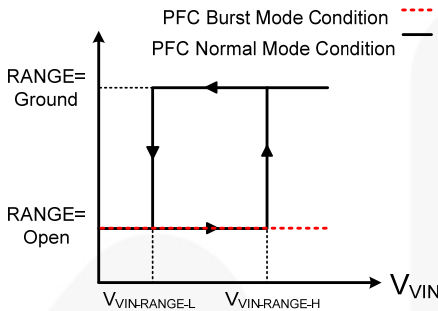 PFC Burst Mode Condition
PFC Normal Mode Condition
RANGE=
Ground
RANGE=
Open
VVIN-RANGE-L
VVIN-RANGE-H
VVIN